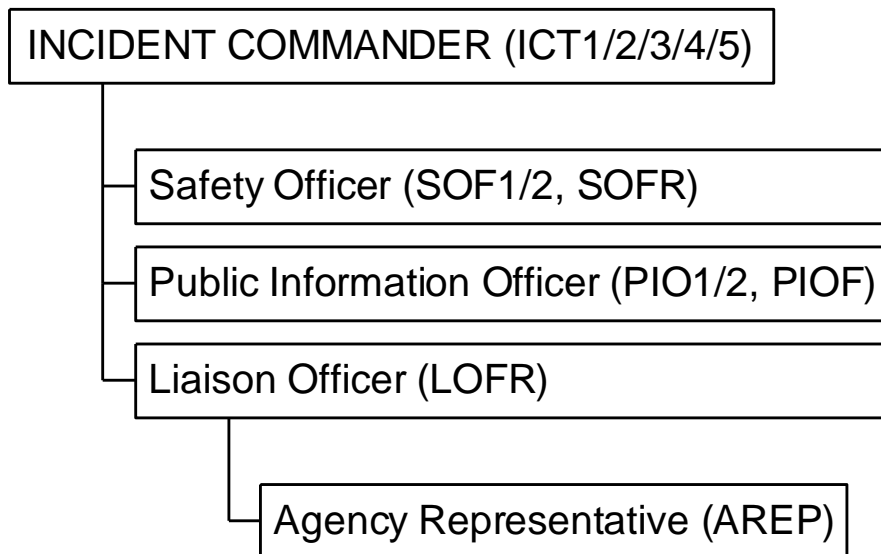 INCIDENT COMMANDER (ICT1/2/3/4/5)
Safety Officer (SOF1/2, SOFR)
Public Information Officer (PIO1/2, PIOF)
Liaison Officer (LOFR)
Agency Representative (AREP)